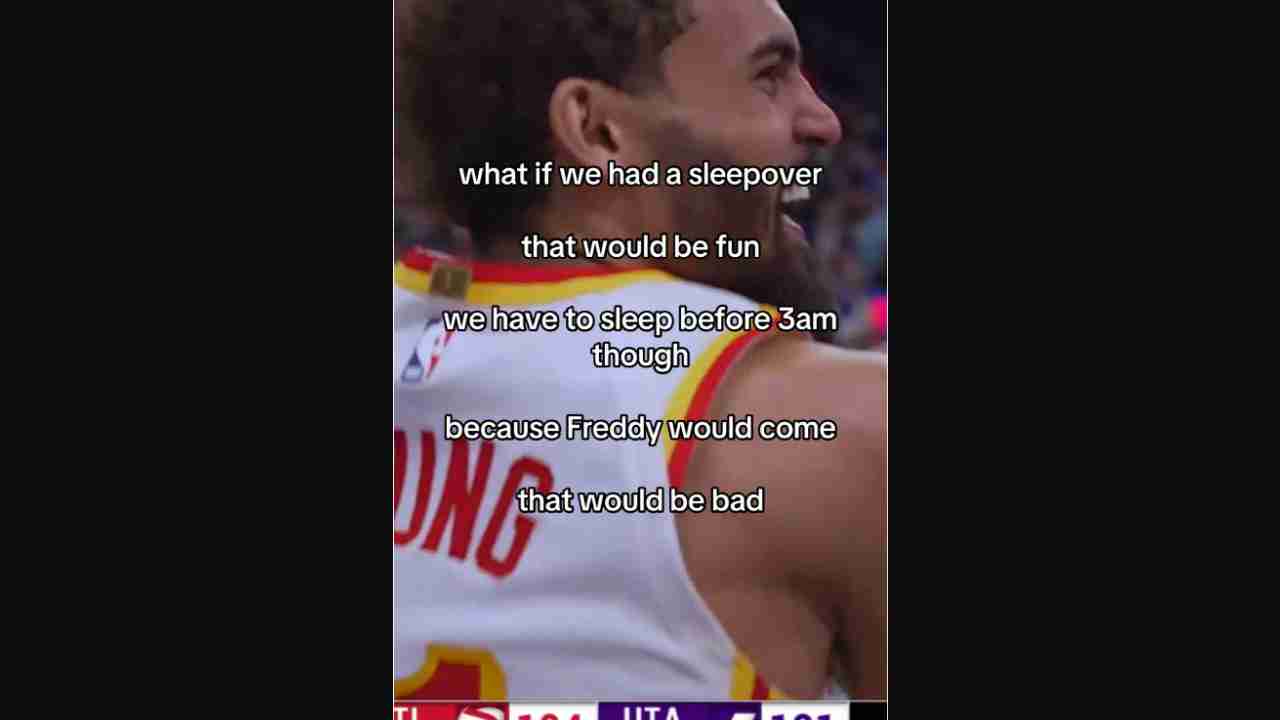 what if we had a sleepover
that would be fun
we have to sleep before 3am
though
because Freddy would come
that would be bad
UTA